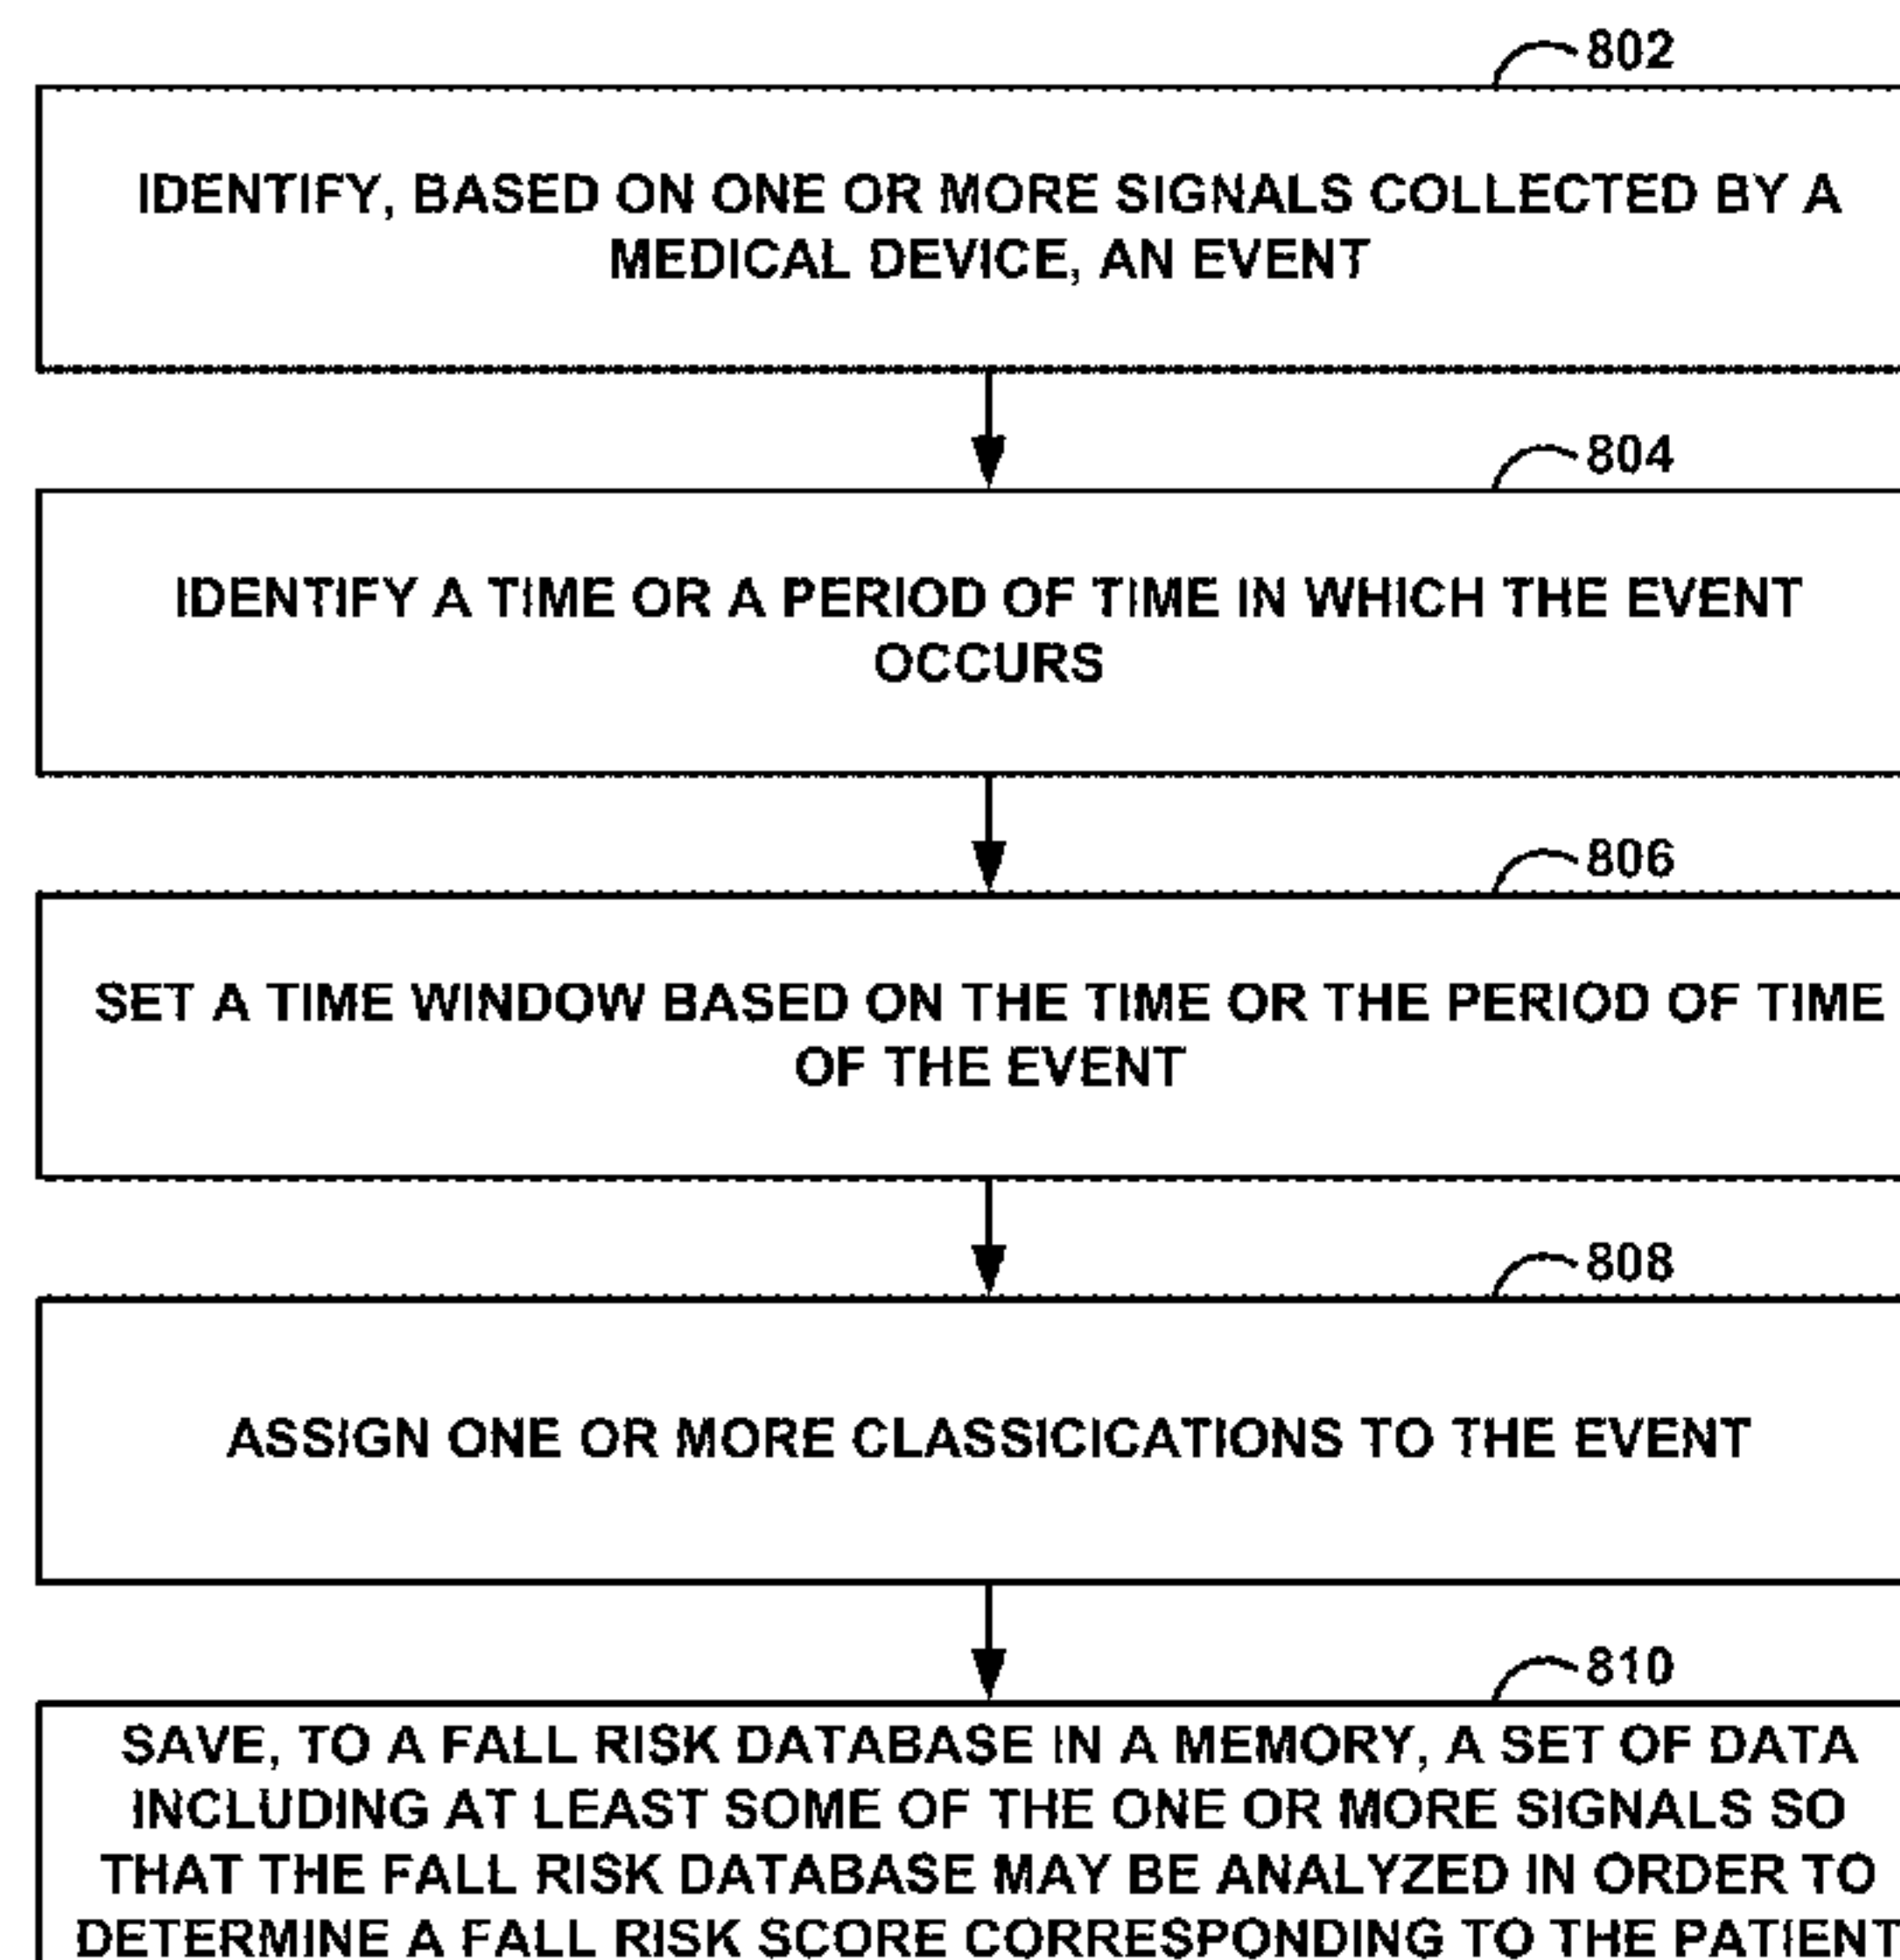 802
IDENTIFY, BASED ON ONE OR MORE SIGNALS COLLECTED BY A
MEDICAL DEVICE, AN EVENT
804
IDENTIFY A TIME OR A PERIOD OF TIME IN WHICH THE EVENT
OCCURS
806
SET A TIME WINDOW BASED ON THE TIME OR THE PERIOD OF TIME
OF THE EVENT
808
ASSIGN ONE OR MORE CLASSICICATIONS TO THE EVENT
810
SAVE, TO A FALL RISK DATABASE IN A MEMORY, A SET OF DATA
INCLUDING AT LEAST SOME OF THE ONE OR MORE SIGNALS SO
THAT THE FALL RISK DATABASE MAY BE ANALYZED IN ORDER TO
DETERMINE A FALL RISK SCORE CORRESPONDING TO THE PATIENT